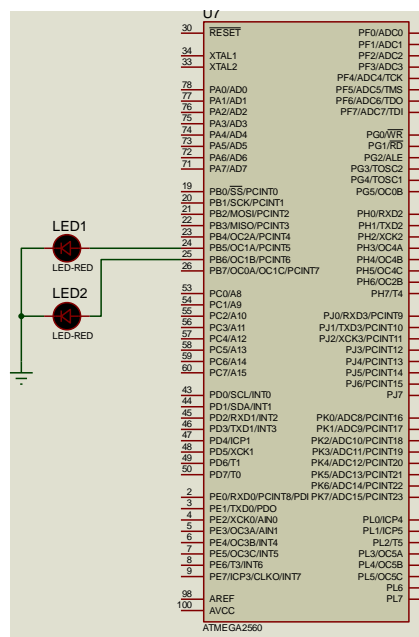 U7
30 RESET PF0/ADC0
PF1/ADC1
34 XTAL1 PF2/ADC2
33 XTAL2 PF3/ADC3
PF4/ADC4/TCK
78 PA0/AD0 PF5/ADC5/TMS
77 PA1/AD1 PF6/ADC6/TDO
76 PA2/AD2 PF7/ADC7/TDI
75 PA3/AD3
74 PA4/AD4 PG0/WR
73 PA5/AD5 PG1/RD
72 PA6/AD6 PG2/ALE
71 PA7/AD7 PG3/TOSC2
PG4/TOSC1
19 PB0/SS/PCINT0 PG5/OC0B
20 PB1/SCK/PCINT1
21 PB2/MOSI/PCINT2 PH0/RXD2
22 PB3/MISO/PCINT3 PH1/TXD2
23 PB4/OC2A/PCINT4 PH2/XCK2
LED1
24 PB5/OC1A/PCINT5 PH3/OC4A
25 PB6/OC1B/PCINT6 PH4/OC4B
LED-RED
26 PB7/OC0A/OC1C/PCINT7 PH5/OC4C
PH6/OC2B
53 PC0/A8 PH7/T4
54 PC1/A9
LED2
55 PC2/A10 PJ0/RXD3/PCINT9
56 PC3/A11 PJ1/TXD3/PCINT10
57 PC4/A12 PJ2/XCK3/PCINT11
LED-RED
58 PC5/A13 PJ3/PCINT12
59 PC6/A14 PJ4/PCINT13
60 PC7/A15 PJ5/PCINT14
PJ6/PCINT15
43 PD0/SCL/INT0 PJ7
44 PD1/SDA/INT1
45 PD2/RXD1/INT2 PK0/ADC8/PCINT16
46 PD3/TXD1/INT3 PK1/ADC9/PCINT17
47 PD4/ICP1 PK2/ADC10/PCINT18
48 PD5/XCK1 PK3/ADC11/PCINT19
49 PD6/T1 PK4/ADC12/PCINT20
50 PD7/T0 PK5/ADC13/PCINT21
PK6/ADC14/PCINT22
2 PE0/RXD0/PCINT8/PDI PK7/ADC15/PCINT23
3 PE1/TXD0/PDO
4 PE2/XCK0/AIN0 PL0/ICP4
5 PE3/OC3A/AIN1 PL1/ICP5
6 PE4/OC3B/INT4 PL2/T5
7 PE5/OC3C/INT5 PL3/OC5A
8 PE6/T3/INT6 PL4/OC5B
9 PE7/ICP3/CLKO/INT7 PL5/OC5C
PL6
98 AREF PL7
100 AVCC
ATMEGA2560